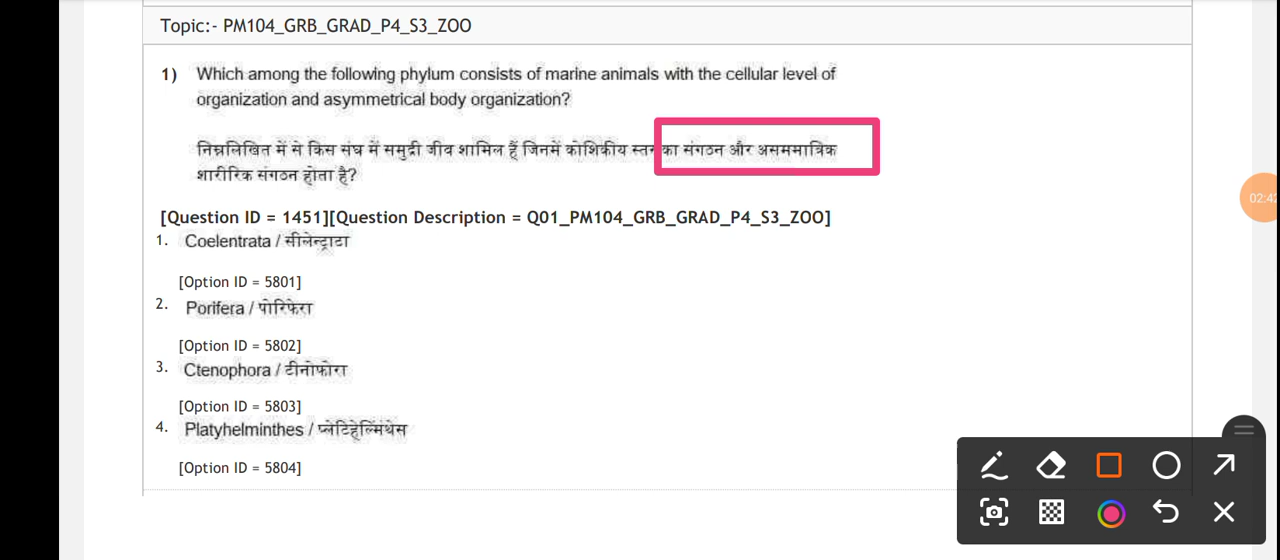 Topic:- PM104_GRB_GRAD_P4_S3_ZOO
1) Which among the following phylum consists of marine animals with the cellular level of
organization and asymmetrical body organization?
निम्नलिखित में से किस संघ में समुद्री जीव शामिल हैं जिनमें कोशिकीय स्तर का संगठन और असममात्रिक
शारीरिक संगठन होता है?
[Question ID = 1451][Question Description = Q01_PM104_GRB_GRAD_P4_S3_ZOO]
1. Coelentrata / सीलेन्ट्राटा
[Option ID = 5801]
2. Porifera / पोरिफेरा
[Option ID = 5802]
3. Ctenophora / टीनोफोरा
[Option ID = 5803]
4. Platyhelminthes / प्लेटिहेल्मिंथेस
[Option ID = 5804]